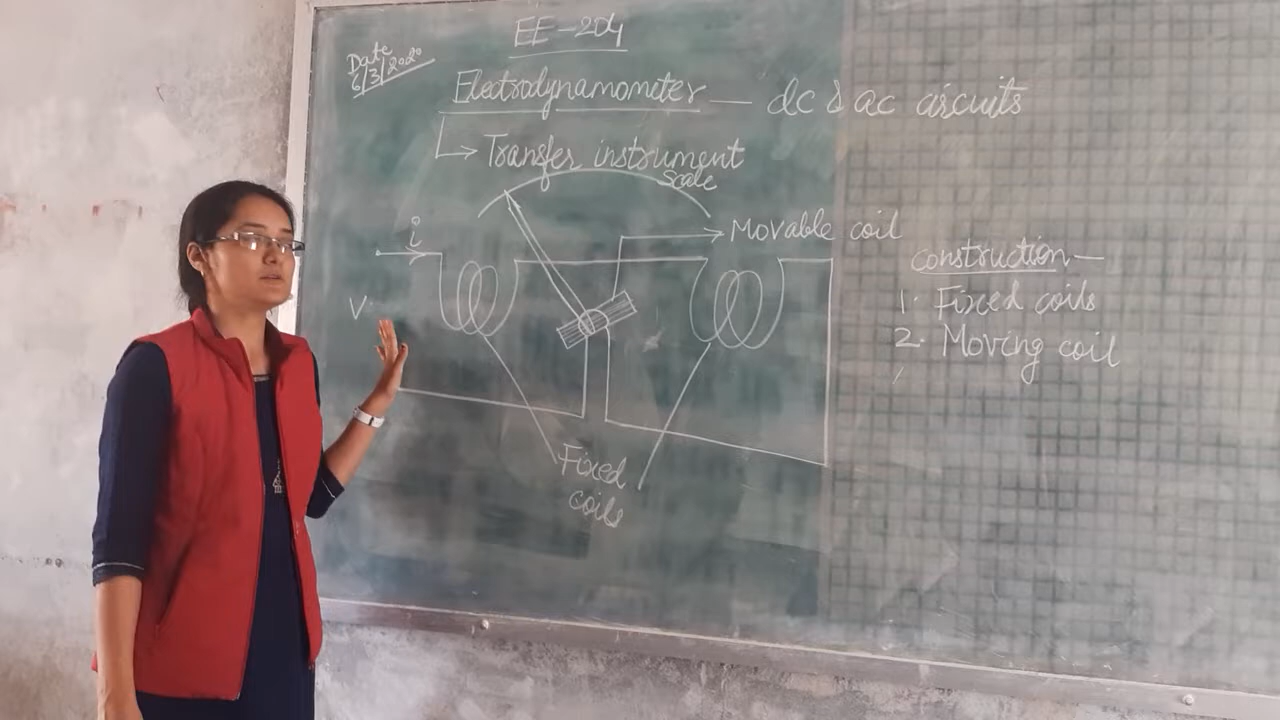 EE-204
Date
6/3/2020
Electrodynamometer — dc & ac circuits
→ Transfer instrument
Scale
i
→ Movable coil
V
construction —
1. Fixed coils
2. Moving coil
Fixed
coils